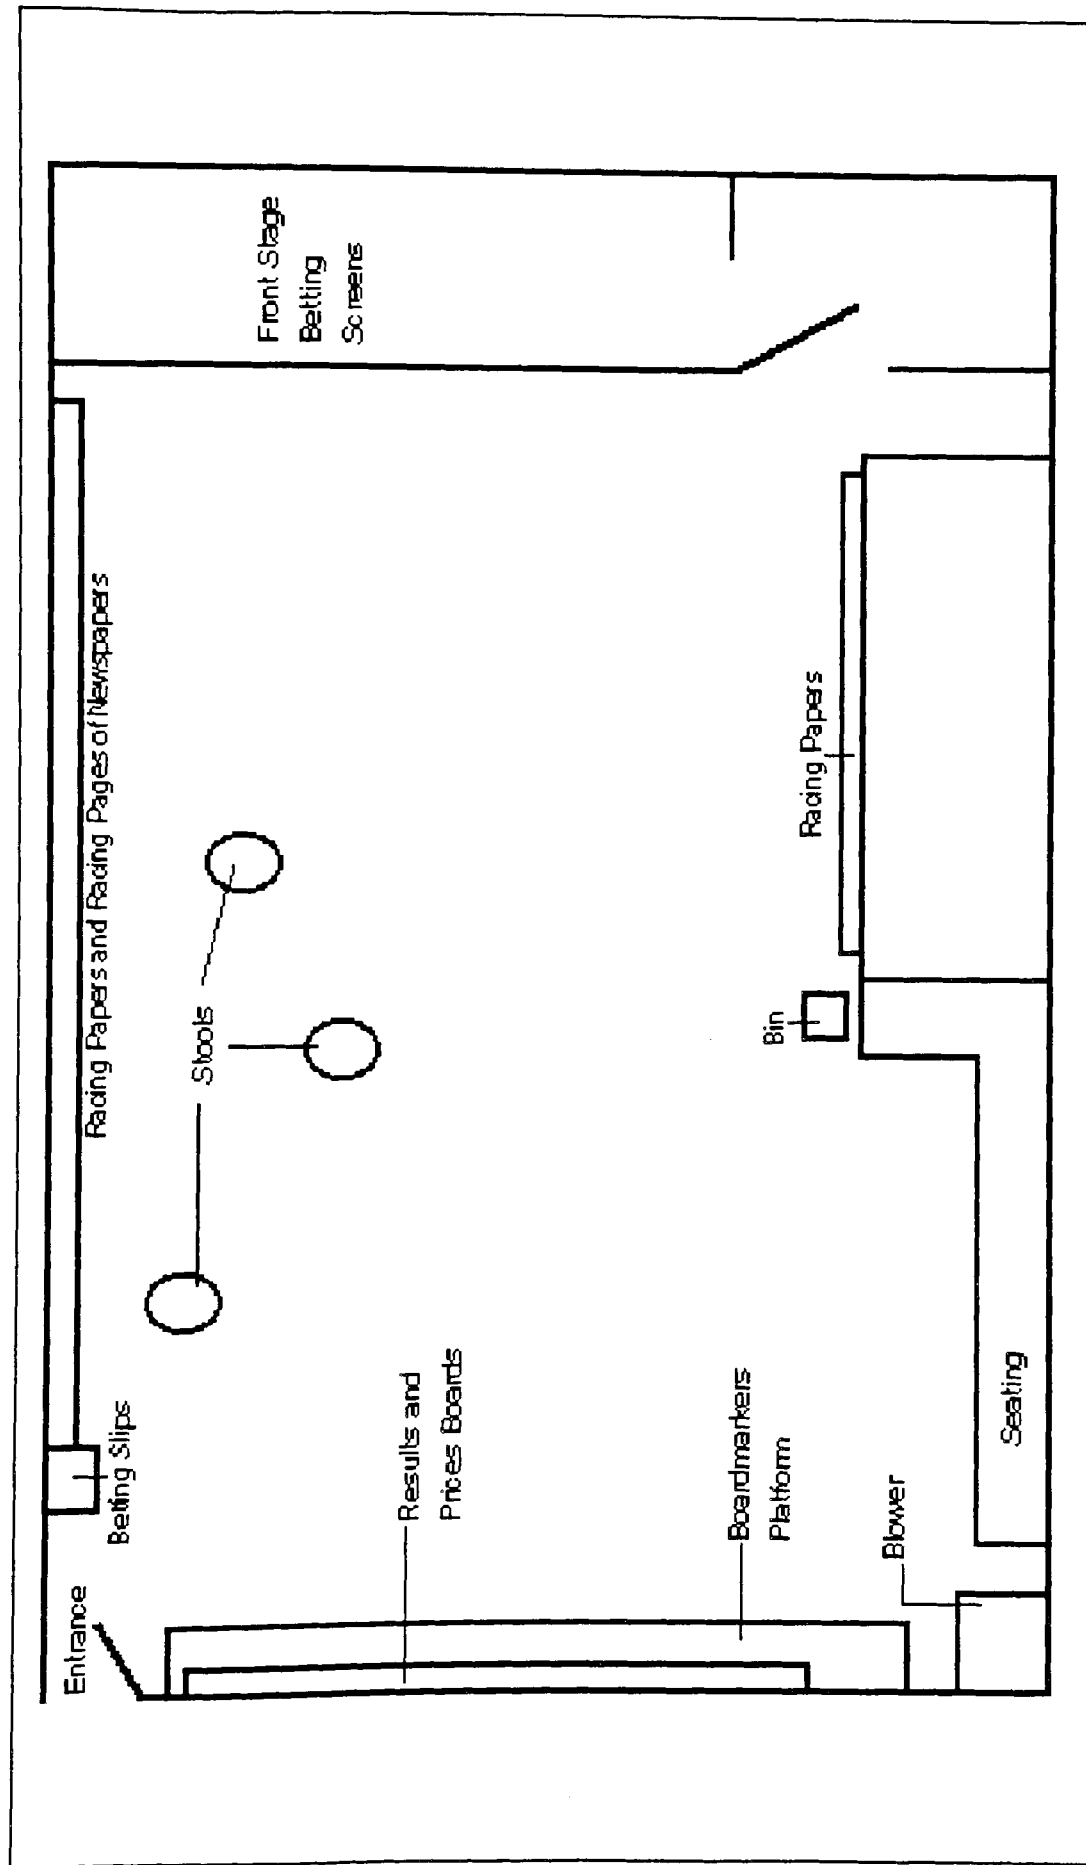 Entrance
Betting Slips
Racing Papers and Racing Pages of Newspapers
Stools
Front Stage
Betting
Screens
Results and
Prices Boards
Boardmarkers
Platform
Bin
Racing Papers
Blower
Seating